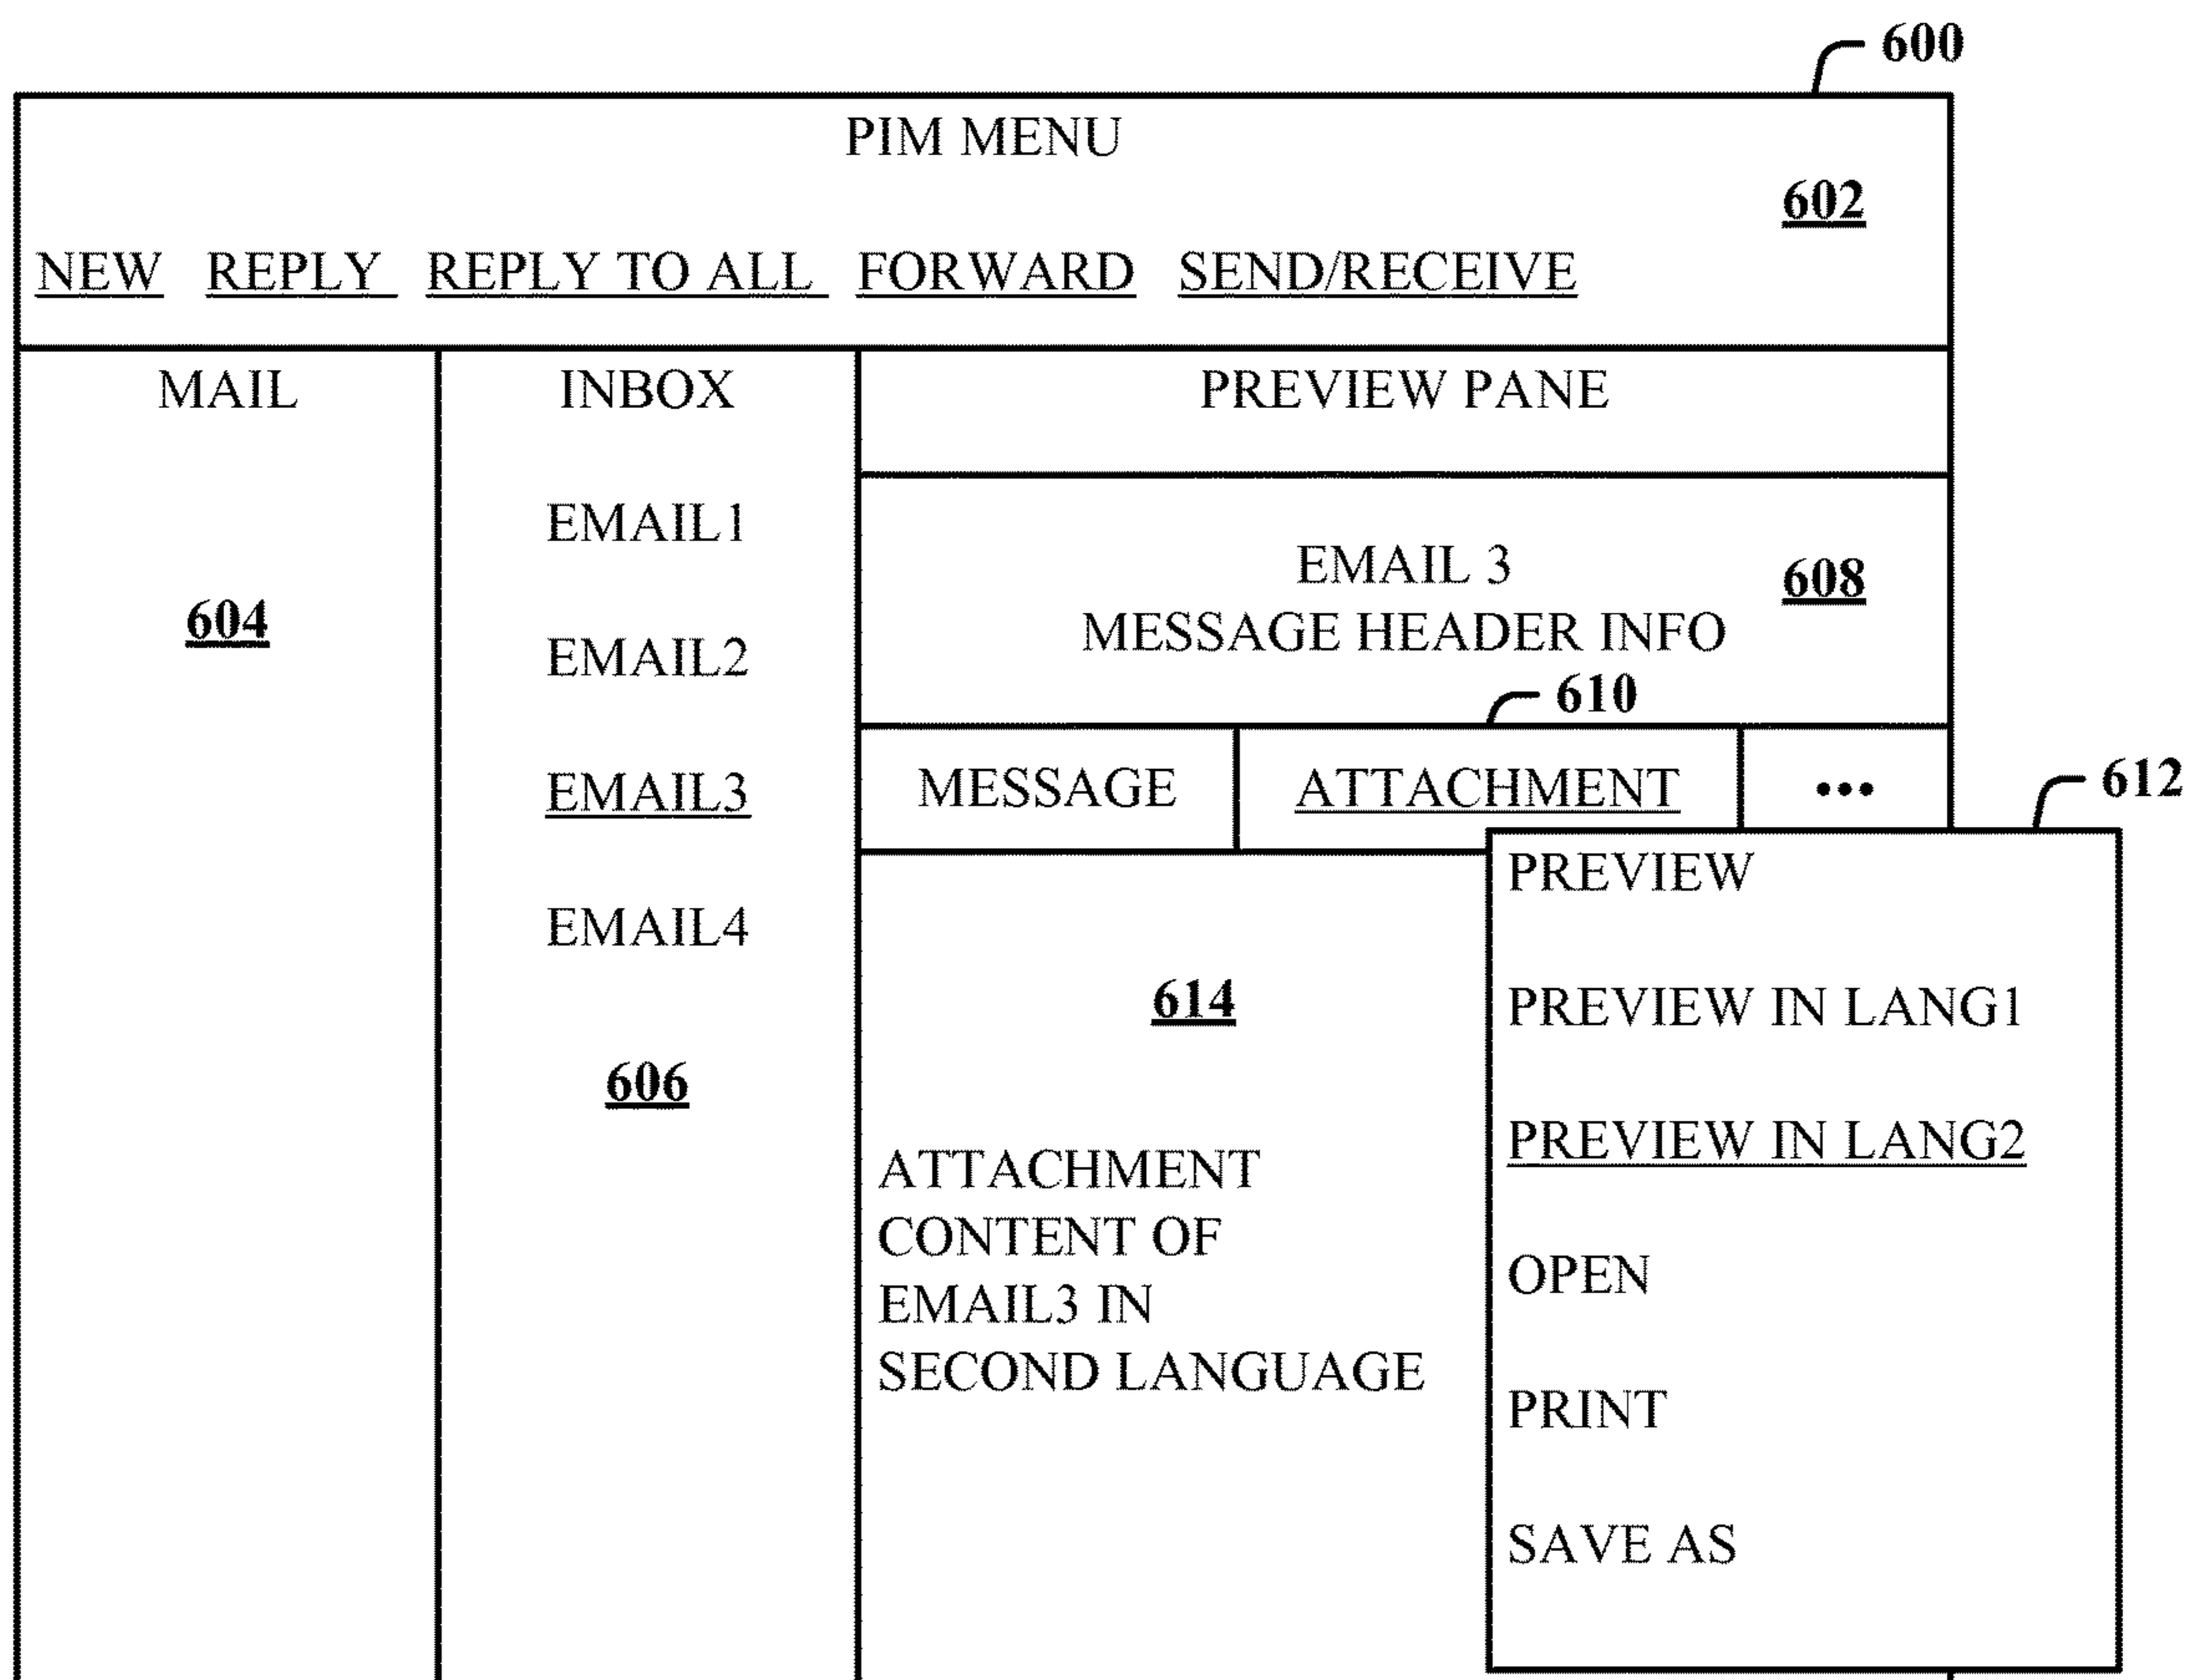 600
PIM MENU
602
NEW REPLY REPLY TO ALL FORWARD SEND/RECEIVE
MAIL
604
INBOX
EMAIL1
EMAIL2
EMAIL3
EMAIL4
606
PREVIEW PANE
EMAIL 3
608
MESSAGE HEADER INFO
610
MESSAGE ATTACHMENT •••
612
PREVIEW
PREVIEW IN LANG1
PREVIEW IN LANG2
OPEN
PRINT
SAVE AS
614
ATTACHMENT
CONTENT OF
EMAIL3 IN
SECOND LANGUAGE